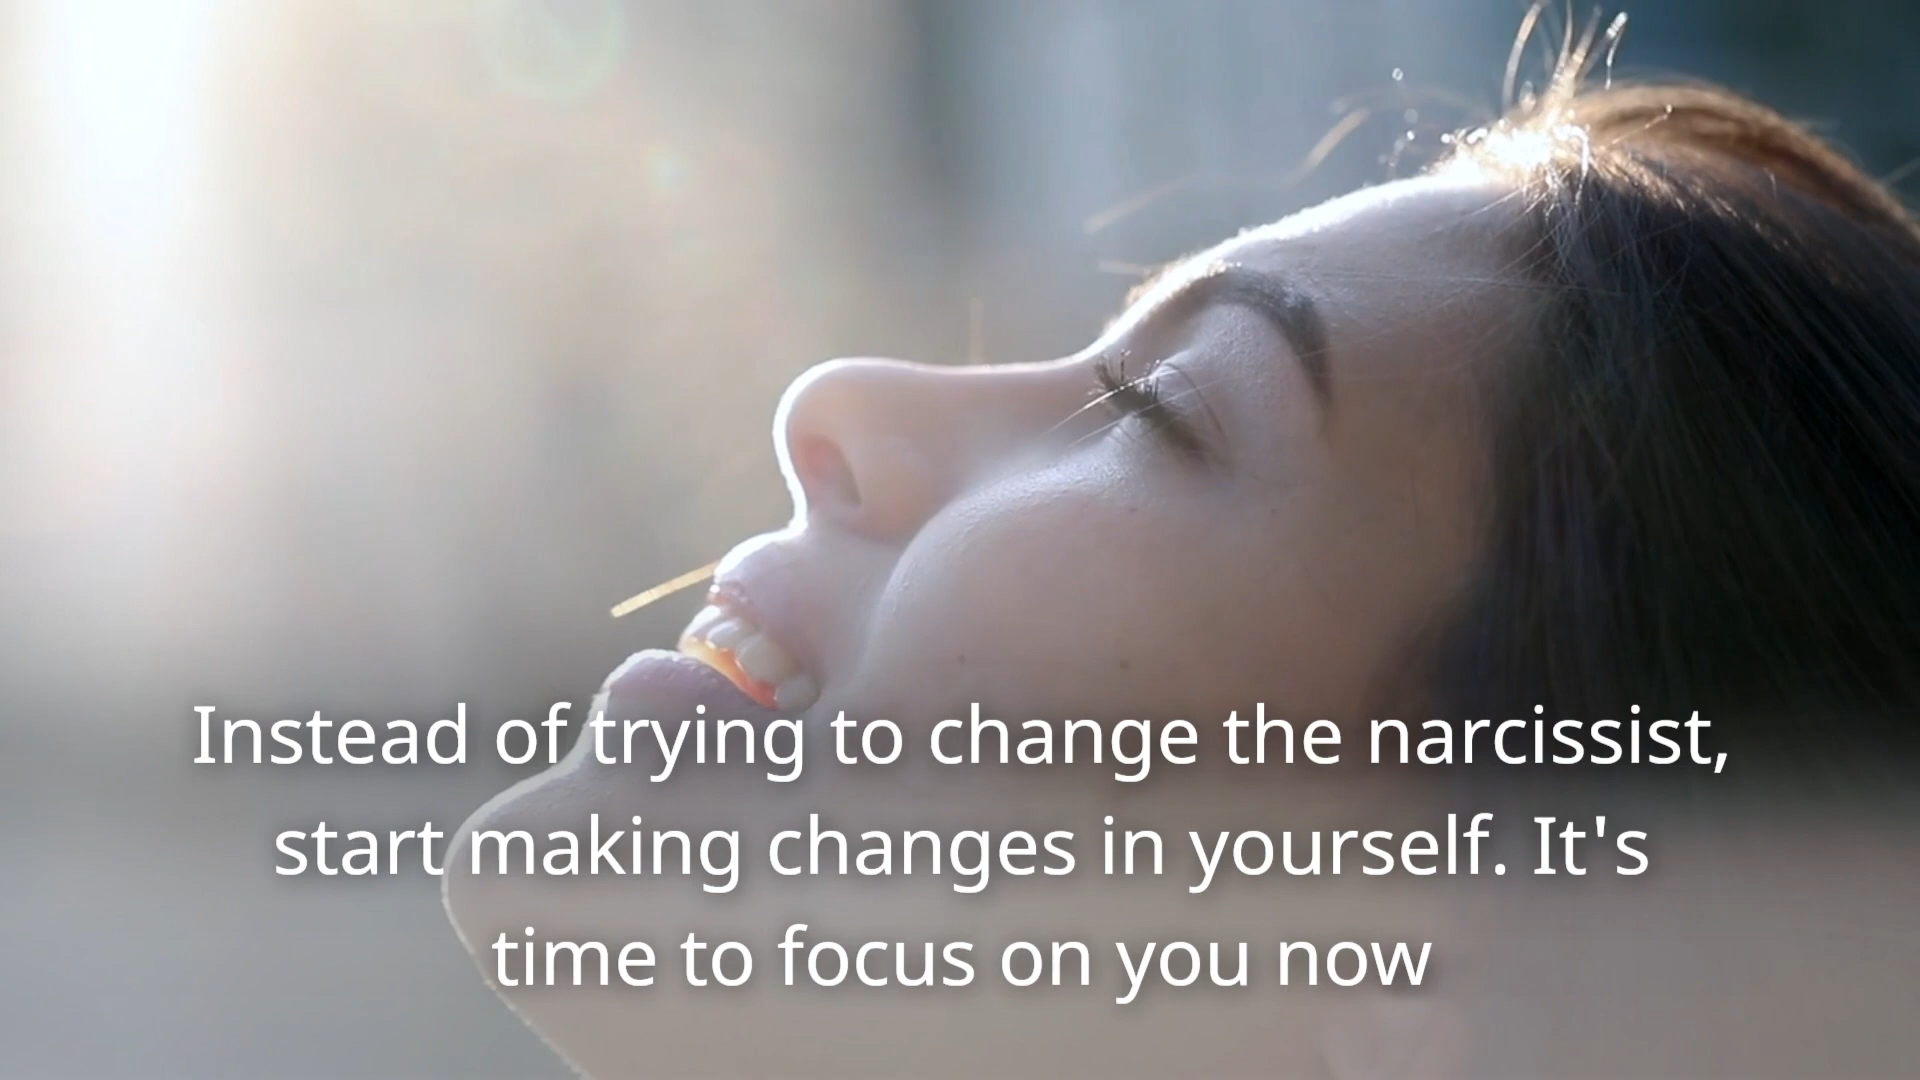 Instead of trying to change the narcissist,
start making changes in yourself. It's
time to focus on you now